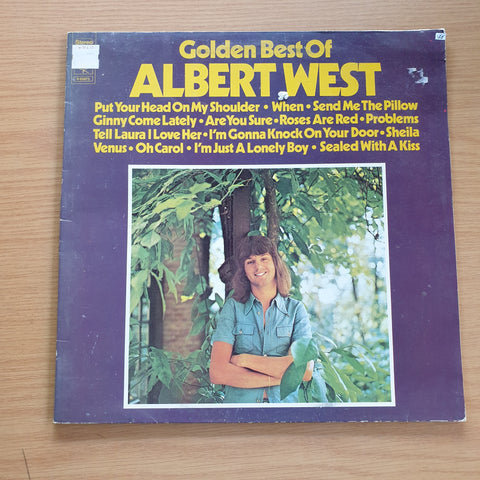 Stereo
Golden Best Of
ALBERT WEST
Put Your Head On My Shoulder • When • Send Me The Pillow
Ginny Come Lately • Are You Sure • Roses Are Red • Problems
Tell Laura I Love Her • I'm Gonna Knock On Your Door • Sheila
Venus • Oh Carol • I'm Just A Lonely Boy • Sealed With A Kiss